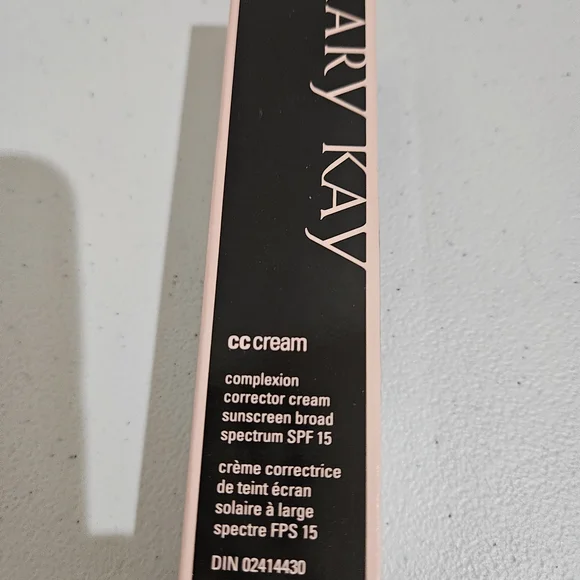 MARY KAY
cc cream
complexion
corrector cream
sunscreen broad
spectrum SPF 15
crème correctrice
de teint écran
solaire à large
spectre FPS 15
DIN 02414430